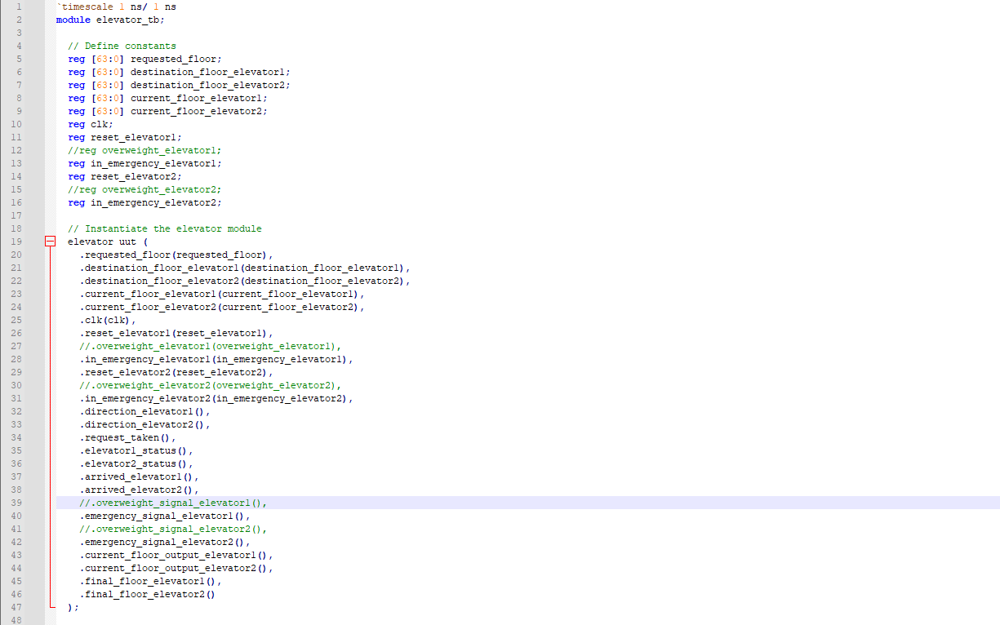 1 `timescale 1 ns/ 1 ns
2 module elevator_tb;
3
4 // Define constants
5 reg [63:0] requested_floor;
6 reg [63:0] destination_floor_elevator1;
7 reg [63:0] destination_floor_elevator2;
8 reg [63:0] current_floor_elevator1;
9 reg [63:0] current_floor_elevator2;
10 reg clk;
11 reg reset_elevator1;
12 //reg overweight_elevator1;
13 reg in_emergency_elevator1;
14 reg reset_elevator2;
15 //reg overweight_elevator2;
16 reg in_emergency_elevator2;
17
18 // Instantiate the elevator module
19 elevator uut (
20 .requested_floor(requested_floor),
21 .destination_floor_elevator1(destination_floor_elevator1),
22 .destination_floor_elevator2(destination_floor_elevator2),
23 .current_floor_elevator1(current_floor_elevator1),
24 .current_floor_elevator2(current_floor_elevator2),
25 .clk(clk),
26 .reset_elevator1(reset_elevator1),
27 //.overweight_elevator1(overweight_elevator1),
28 .in_emergency_elevator1(in_emergency_elevator1),
29 .reset_elevator2(reset_elevator2),
30 //.overweight_elevator2(overweight_elevator2),
31 .in_emergency_elevator2(in_emergency_elevator2),
32 .direction_elevator1(),
33 .direction_elevator2(),
34 .request_taken(),
35 .elevator1_status(),
36 .elevator2_status(),
37 .arrived_elevator1(),
38 .arrived_elevator2(),
39 //.overweight_signal_elevator1(),
40 .emergency_signal_elevator1(),
41 //.overweight_signal_elevator2(),
42 .emergency_signal_elevator2(),
43 .current_floor_output_elevator1(),
44 .current_floor_output_elevator2(),
45 .final_floor_elevator1(),
46 .final_floor_elevator2()
47 );
48